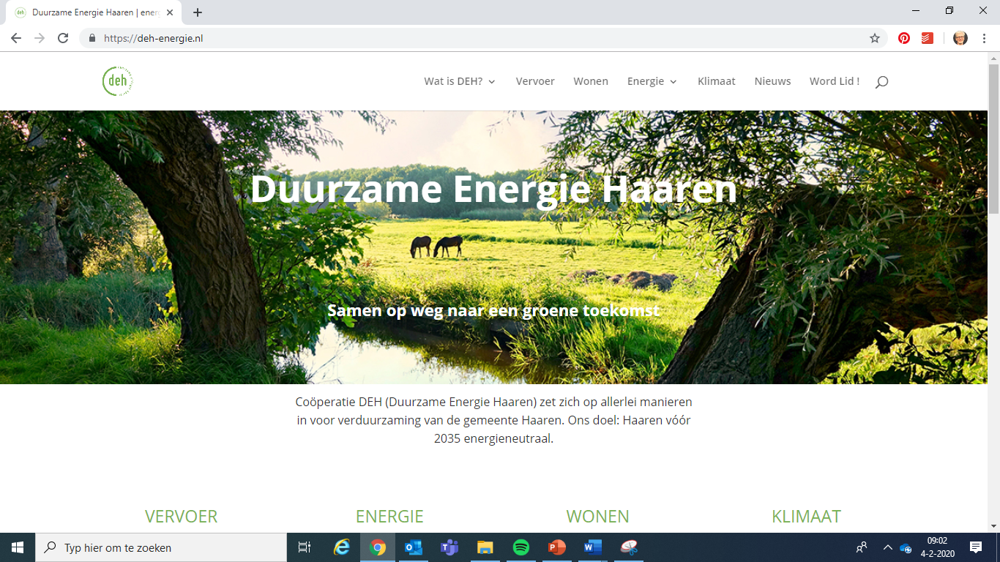 deh Duurzame Energie Haaren | energ
https://deh-energie.nl
deh
Wat is DEH? Vervoer Wonen Energie Klimaat Nieuws Word Lid !
Duurzame Energie Haaren
Samen op weg naar een groene toekomst
Coöperatie DEH (Duurzame Energie Haaren) zet zich op allerlei manieren
in voor verduurzaming van de gemeente Haaren. Ons doel: Haaren vóór
2035 energieneutraal.
VERVOER ENERGIE WONEN KLIMAAT
Typ hier om te zoeken
09:02
4-2-2020